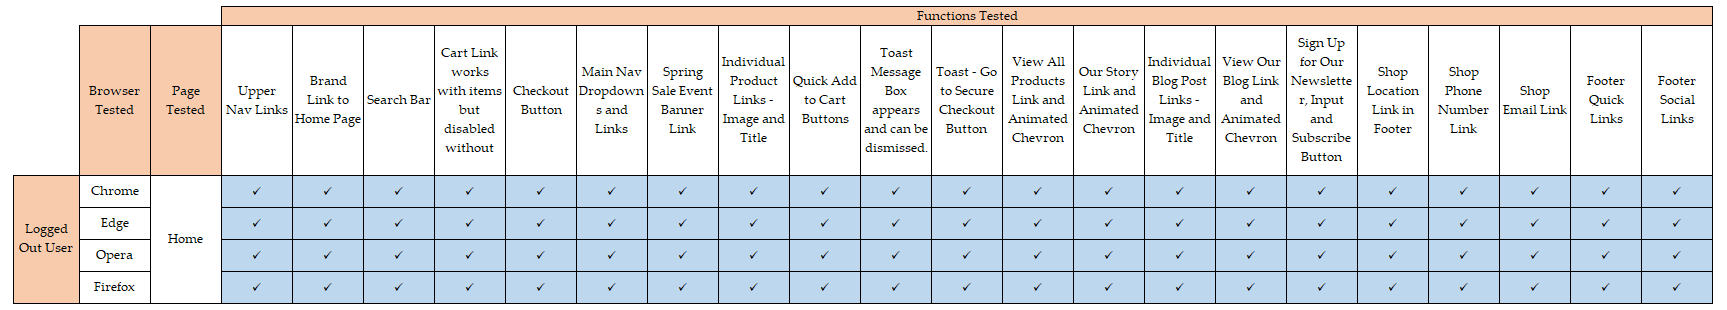 Functions Tested
Browser
Tested
Page
Tested
Upper
Nav Links
Brand
Link to
Home Page
Search Bar
Cart Link
works
with items
but
disabled
without
Checkout
Button
Main Nav
Dropdown
s and
Links
Spring
Sale Event
Banner
Link
Individual
Product
Links -
Image and
Title
Quick Add
to Cart
Buttons
Toast
Message
Box
appears
and can be
dismissed.
Toast - Go
to Secure
Checkout
Button
View All
Products
Link and
Animated
Chevron
Our Story
Link and
Animated
Chevron
Individual
Blog Post
Links -
Image and
Title
View Our
Blog Link
and
Animated
Chevron
Sign Up
for Our
Newslette
r, Input
and
Subscribe
Button
Shop
Location
Link in
Footer
Shop
Phone
Number
Link
Shop
Email Link
Footer
Quick
Links
Footer
Social
Links
Logged
Out User
Chrome
Home
✓ ✓ ✓ ✓ ✓ ✓ ✓ ✓ ✓ ✓ ✓ ✓ ✓ ✓ ✓ ✓ ✓ ✓ ✓ ✓ ✓
Edge
✓ ✓ ✓ ✓ ✓ ✓ ✓ ✓ ✓ ✓ ✓ ✓ ✓ ✓ ✓ ✓ ✓ ✓ ✓ ✓ ✓
Opera
✓ ✓ ✓ ✓ ✓ ✓ ✓ ✓ ✓ ✓ ✓ ✓ ✓ ✓ ✓ ✓ ✓ ✓ ✓ ✓ ✓
Firefox
✓ ✓ ✓ ✓ ✓ ✓ ✓ ✓ ✓ ✓ ✓ ✓ ✓ ✓ ✓ ✓ ✓ ✓ ✓ ✓ ✓